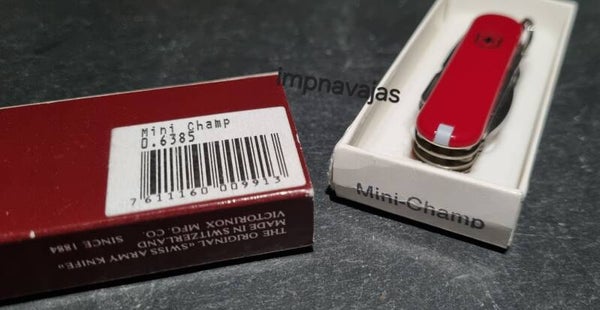 impnavajas
Mini Champ
0.6385
7 611160 009913
THE ORIGINAL «SWISS ARMY KNIFE»
MADE IN SWITZERLAND
VICTORINOX MFG CO. SINCE 1884
Mini-Champ